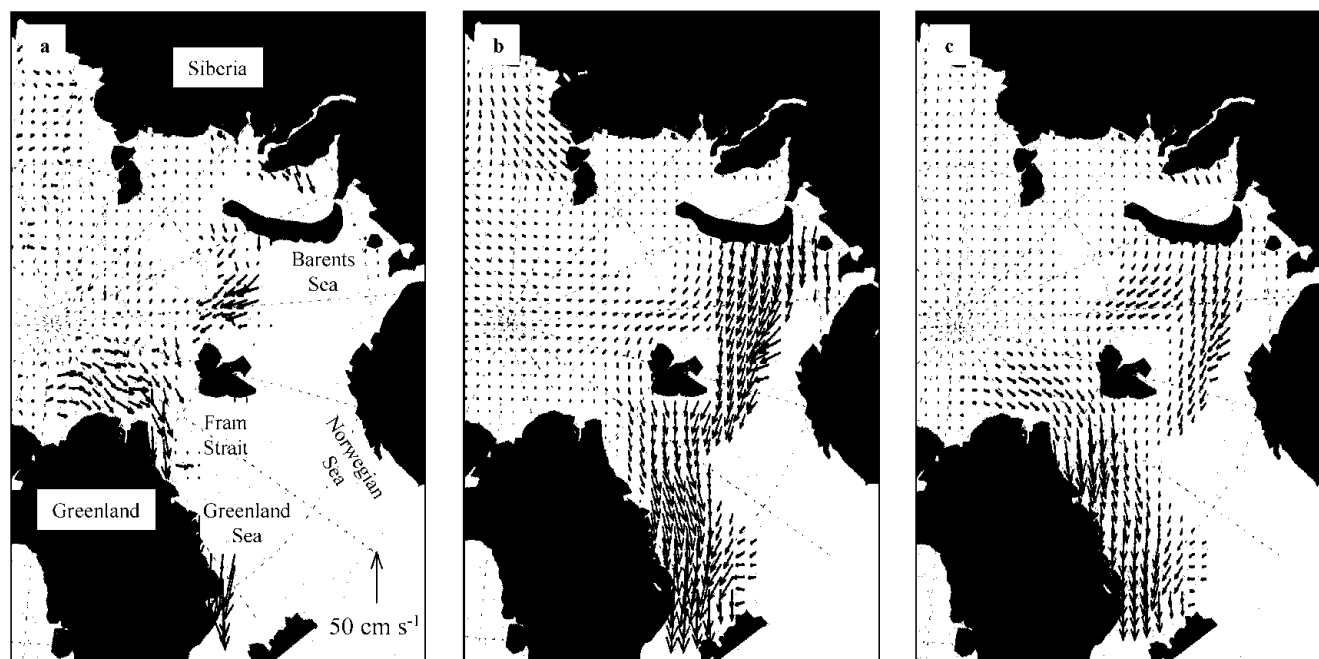 a
Siberia
Barents
Sea
Fram
Strait
Norwegian
Sea
Greenland
Greenland
Sea
50 cm s-1
b
c